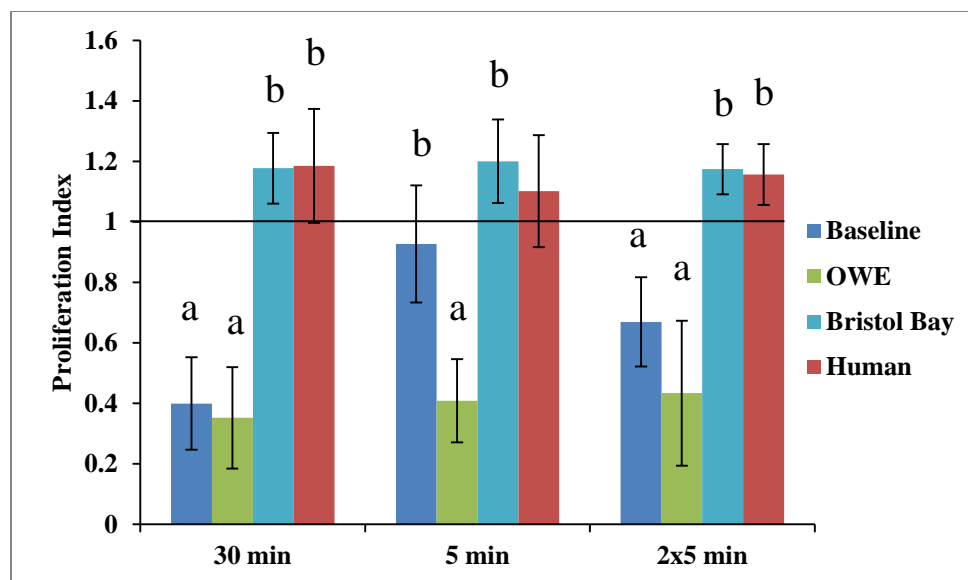 1.6
1.4
1.2
1
0.8
0.6
0.4
0.2
0
Proliferation Index
a a b b
b a b
a a b b
30 min 5 min 2x5 min
Baseline
OWE
Bristol Bay
Human